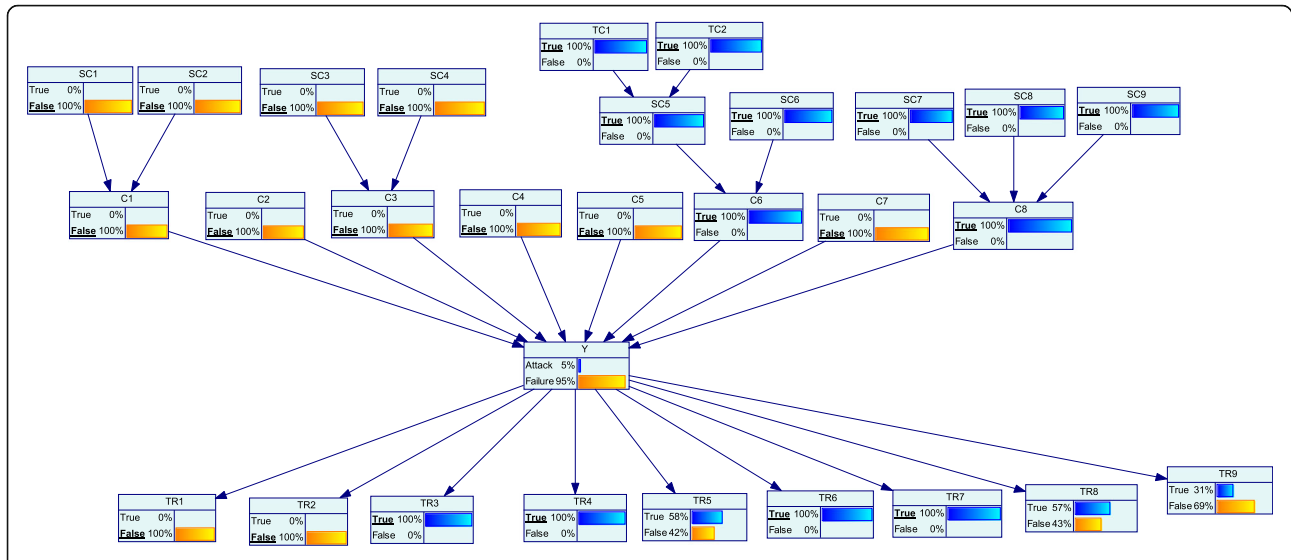 TC1
True 100%
False 0%
TC2
True 100%
False 0%
SC1
True 0%
False 100%
SC2
True 0%
False 100%
SC3
True 0%
False 100%
SC4
True 0%
False 100%
SC5
True 100%
False 0%
SC6
True 100%
False 0%
SC7
True 100%
False 0%
SC8
True 100%
False 0%
SC9
True 100%
False 0%
C1
True 0%
False 100%
C2
True 0%
False 100%
C3
True 0%
False 100%
C4
True 0%
False 100%
C5
True 0%
False 100%
C6
True 100%
False 0%
C7
True 0%
False 100%
C8
True 100%
False 0%
Y
Attack 5%
Failure 95%
TR1
True 0%
False 100%
TR2
True 0%
False 100%
TR3
True 100%
False 0%
TR4
True 100%
False 0%
TR5
True 58%
False 42%
TR6
True 100%
False 0%
TR7
True 100%
False 0%
TR8
True 57%
False 43%
TR9
True 31%
False 69%